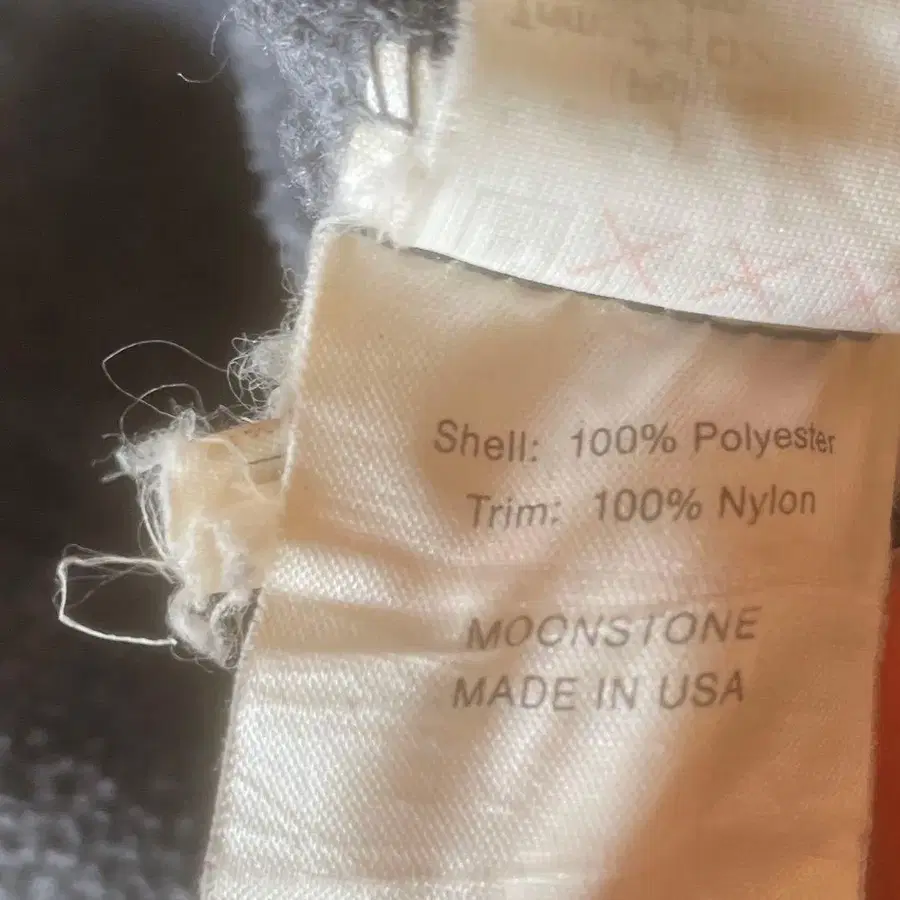 Shell: 100% Polyester
Trim: 100% Nylon
MOONSTONE
MADE IN USA